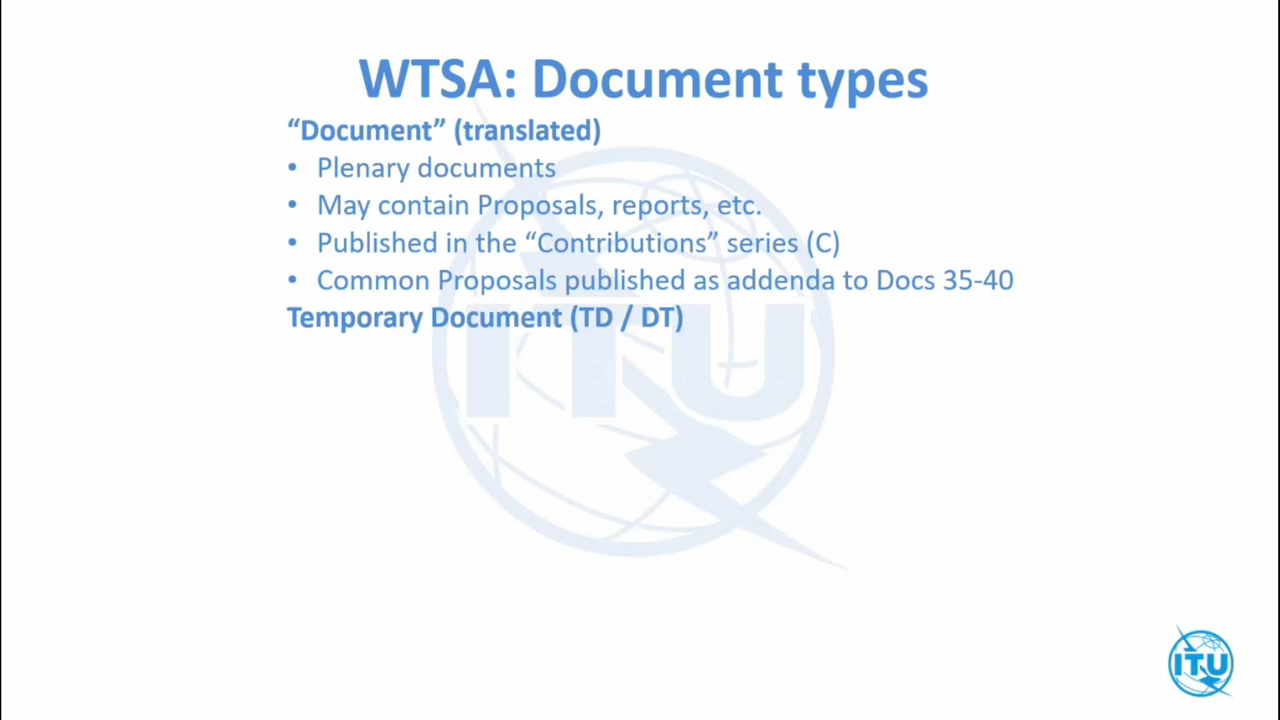 WTSA: Document types
“Document” (translated)
• Plenary documents
• May contain Proposals, reports, etc.
• Published in the “Contributions” series (C)
• Common Proposals published as addenda to Docs 35-40
Temporary Document (TD / DT)
ITU
ITU